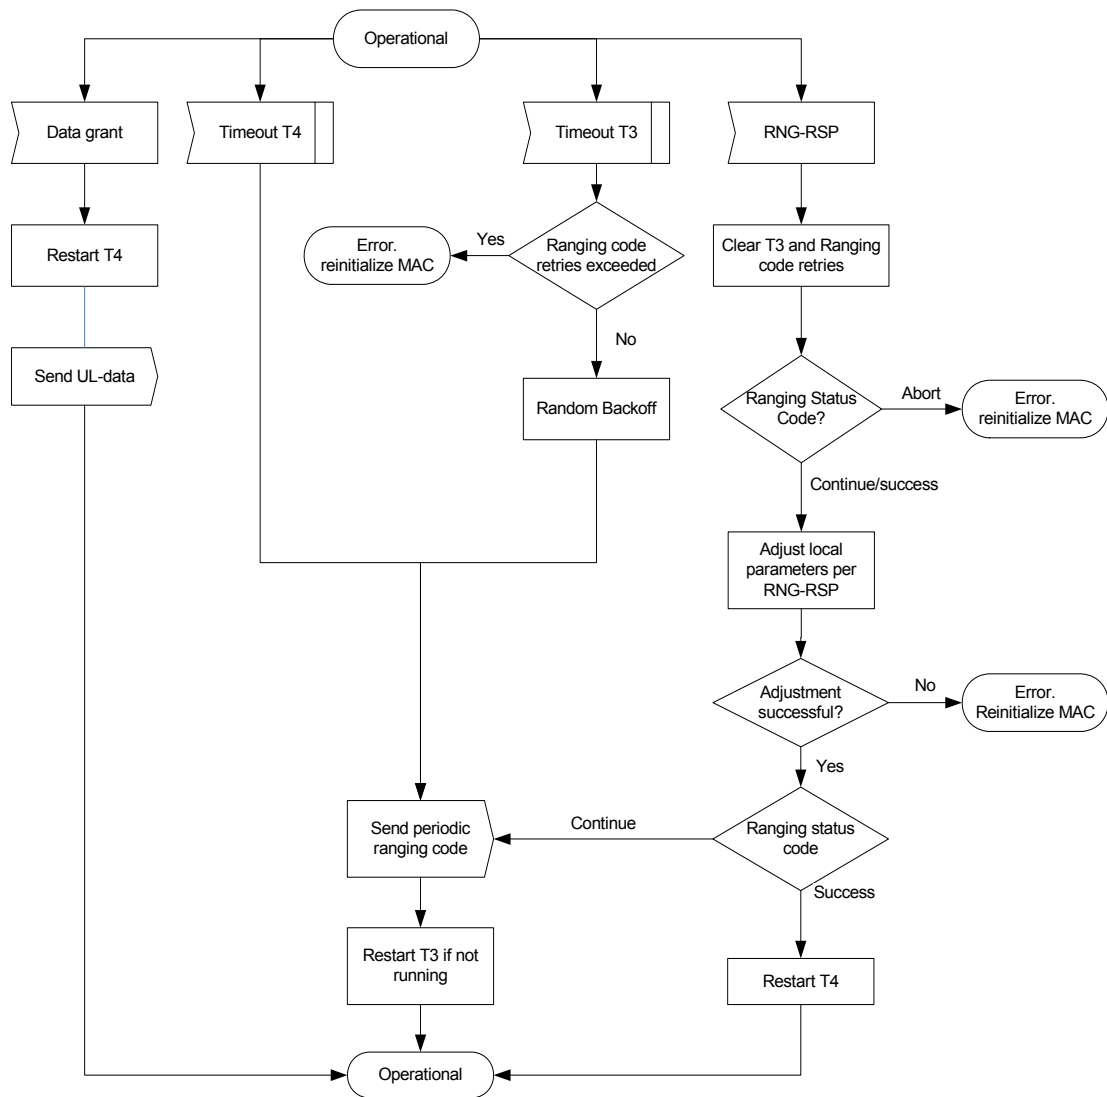 Operational
Data grant
Timeout T4
Timeout T3
RNG-RSP
Restart T4
Error.
reinitialize MAC
Yes
Ranging code
retries exceeded
Clear T3 and Ranging
code retries
No
Send UL-data
Random Backoff
Ranging Status
Code?
Abort
Error.
reinitialize MAC
Continue/success
Adjust local
parameters per
RNG-RSP
Adjustment
successful?
No
Error.
Reinitialize MAC
Yes
Send periodic
ranging code
Continue
Ranging status
code
Success
Restart T3 if not
running
Restart T4
Operational